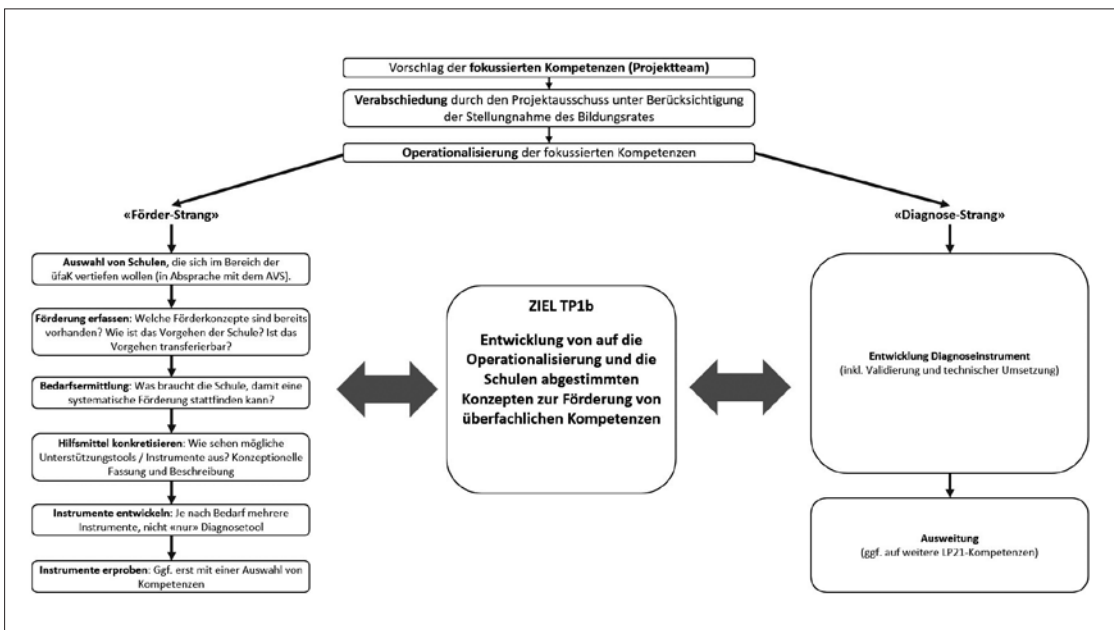 Vorschlag der fokussierten Kompetenzen (Projektteam)
Verabschiedung durch den Projektausschuss unter Berücksichtigung
der Stellungnahme des Bildungsrates
Operationalisierung der fokussierten Kompetenzen
«Förder-Strang»
Auswahl von Schulen, die sich im Bereich der
üfaK vertiefen wollen (in Absprache mit dem AVS).
Förderung erfassen: Welche Förderkonzepte sind bereits
vorhanden? Wie ist das Vorgehen der Schule? Ist das
Vorgehen transferierbar?
Bedarfsermittlung: Was braucht die Schule, damit eine
systematische Förderung stattfinden kann?
Hilfsmittel konkretisieren: Wie sehen mögliche
Unterstützungstools / Instrumente aus? Konzeptionelle
Fassung und Beschreibung
Instrumente entwickeln: Je nach Bedarf mehrere
Instrumente, nicht «nur» Diagnosetool
Instrumente erproben: Ggf. erst mit einer Auswahl von
Kompetenzen
ZIEL TP1b
Entwicklung von auf die
Operationalisierung und die
Schulen abgestimmten
Konzepten zur Förderung von
überfachlichen Kompetenzen
«Diagnose-Strang»
Entwicklung Diagnoseinstrument
(inkl. Validierung und technischer Umsetzung)
Ausweitung
(ggf. auf weitere LP21-Kompetenzen)